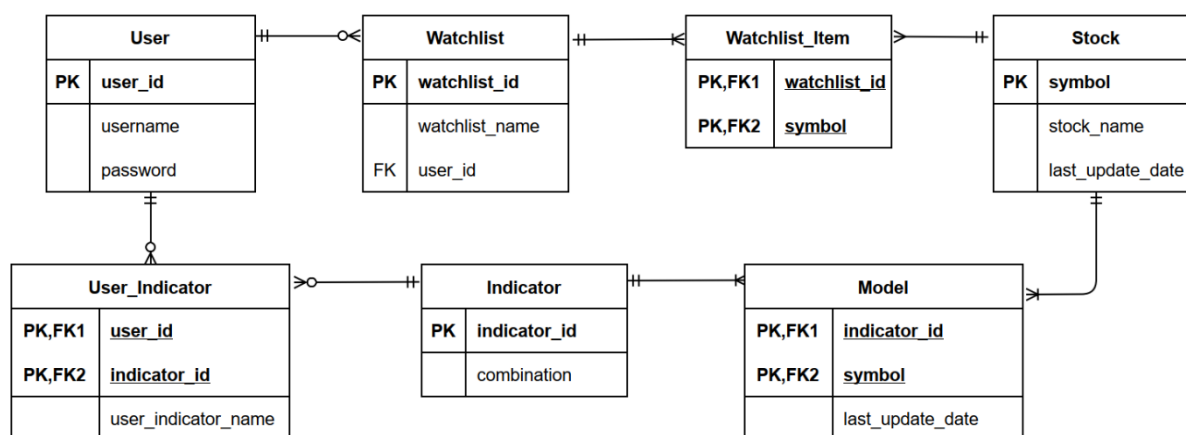 User
PK user_id
username
password
Watchlist
PK watchlist_id
watchlist_name
FK user_id
Watchlist_Item
PK,FK1 watchlist_id
PK,FK2 symbol
Stock
PK symbol
stock_name
last_update_date
User_Indicator
PK,FK1 user_id
PK,FK2 indicator_id
user_indicator_name
Indicator
PK indicator_id
combination
Model
PK,FK1 indicator_id
PK,FK2 symbol
last_update_date